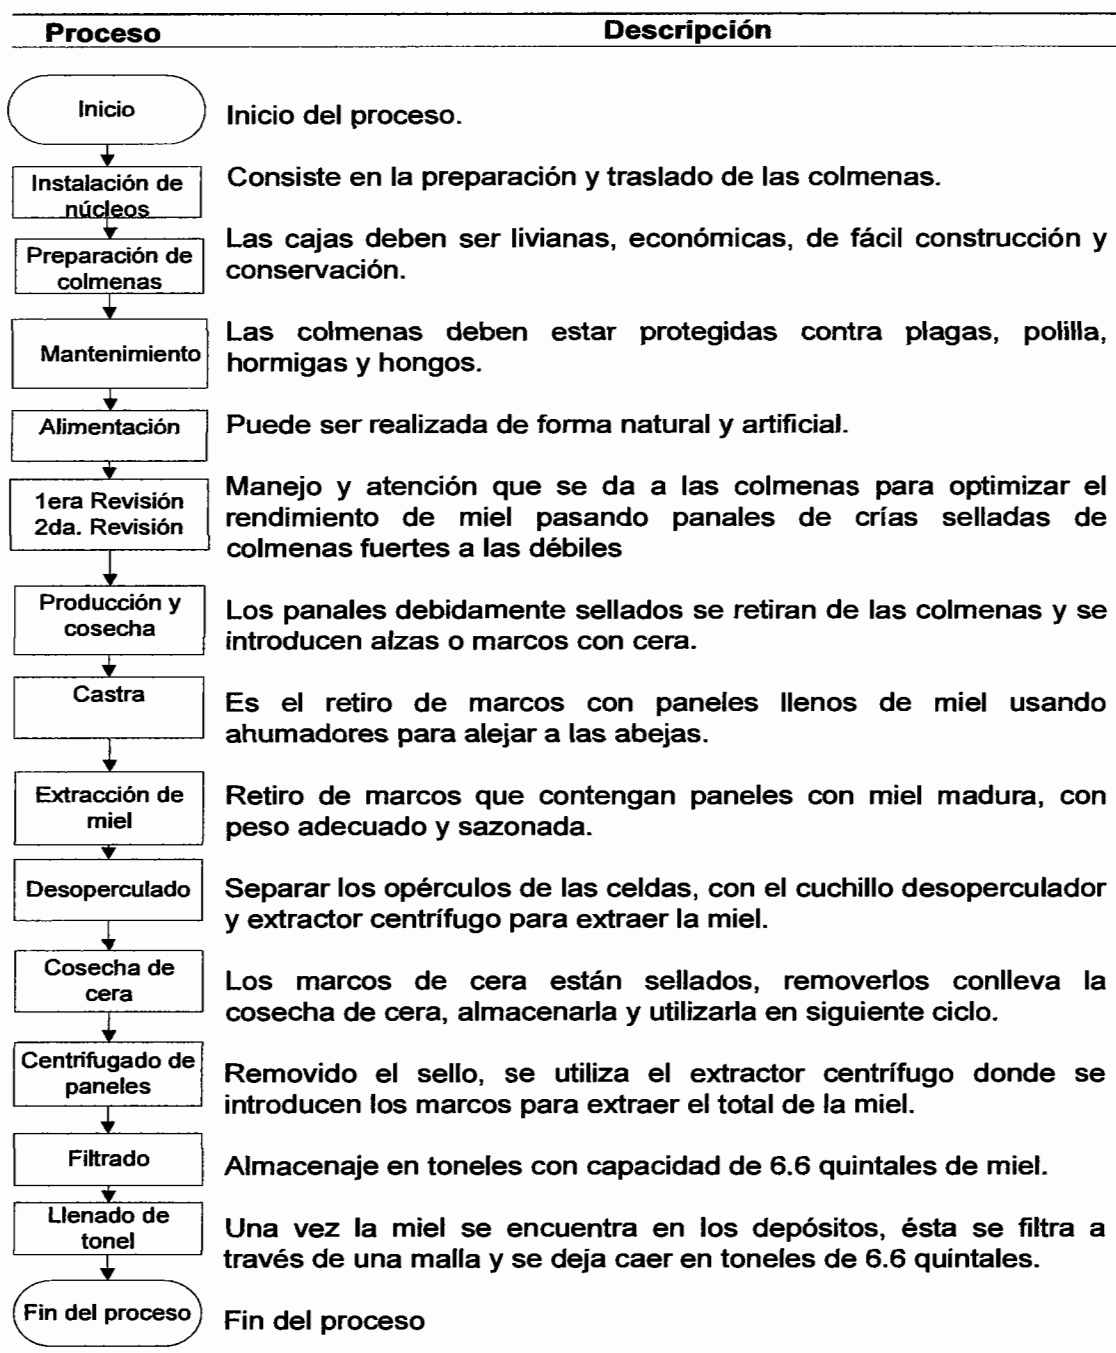 Proceso Descripción
Inicio
Inicio del proceso.
Instalación de
núcleos
Consiste en la preparación y traslado de las colmenas.
Preparación de
colmenas
Las cajas deben ser livianas, económicas, de fácil construcción y
conservación.
Mantenimiento
Las colmenas deben estar protegidas contra plagas, polilla,
hormigas y hongos.
Alimentación
Puede ser realizada de forma natural y artificial.
1era Revisión
2da. Revisión
Manejo y atención que se da a las colmenas para optimizar el
rendimiento de miel pasando panales de crías selladas de
colmenas fuertes a las débiles
Producción y
cosecha
Los panales debidamente sellados se retiran de las colmenas y se
introducen alzas o marcos con cera.
Castra
Es el retiro de marcos con paneles llenos de miel usando
ahumadores para alejar a las abejas.
Extracción de
miel
Retiro de marcos que contengan paneles con miel madura, con
peso adecuado y sazonada.
Desoperculado
Separar los opérculos de las celdas, con el cuchillo desoperculador
y extractor centrífugo para extraer la miel.
Cosecha de
cera
Los marcos de cera están sellados, removerlos conlleva la
cosecha de cera, almacenarla y utilizarla en siguiente ciclo.
Centrifugado de
paneles
Removido el sello, se utiliza el extractor centrífugo donde se
introducen los marcos para extraer el total de la miel.
Filtrado
Almacenaje en toneles con capacidad de 6.6 quintales de miel.
Llenado de
tonel
Una vez la miel se encuentra en los depósitos, ésta se filtra a
través de una malla y se deja caer en toneles de 6.6 quintales.
Fin del proceso
Fin del proceso